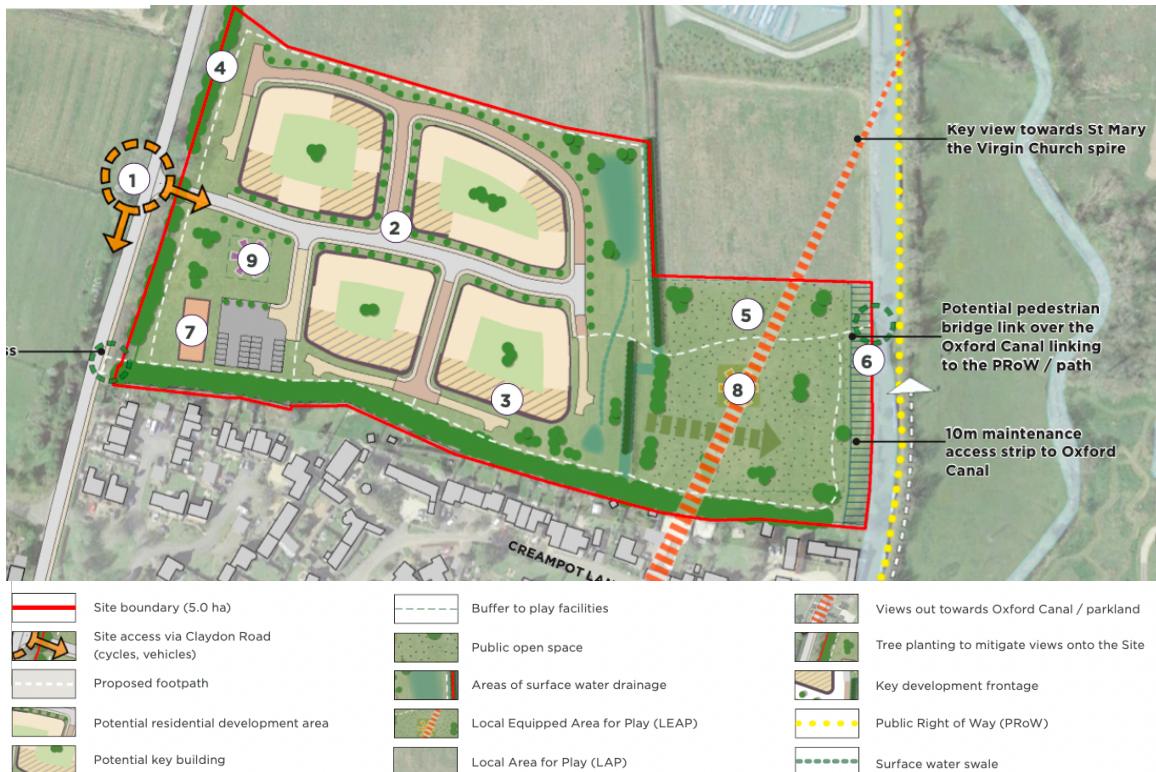 4
1
2
9
7
3
5
8
6
Key view towards St Mary
the Virgin Church spire
ss
Potential pedestrian
bridge link over the
Oxford Canal linking
to the PRoW / path
10m maintenance
access strip to Oxford
Canal
CREAMPOT LAN
Site boundary (5.0 ha)
Site access via Claydon Road
(cycles, vehicles)
Proposed footpath
Potential residential development area
Potential key building
Buffer to play facilities
Public open space
Areas of surface water drainage
Local Equipped Area for Play (LEAP)
Local Area for Play (LAP)
Views out towards Oxford Canal / parkland
Tree planting to mitigate views onto the Site
Key development frontage
Public Right of Way (PRoW)
Surface water swale